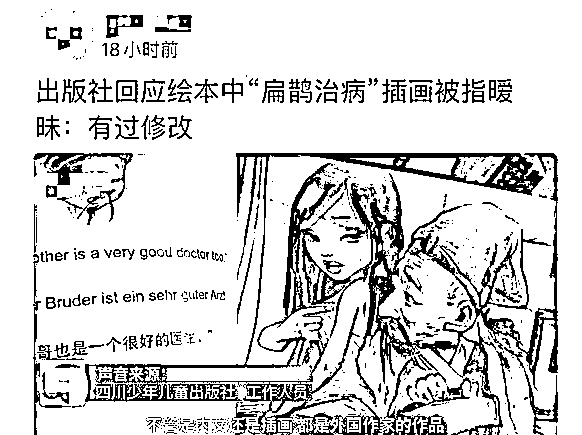 18小时前
出版社回应绘本中“扁鹊治病”插画被指暧
昧：有过修改
other is a very good doctor too.
r Bruder ist ein sehr guter Arzt
哥也是一个很好的医生。”
声音来源：
四川少年儿童出版社 工作人员
不管是内文还是插画 都是外国作家的作品